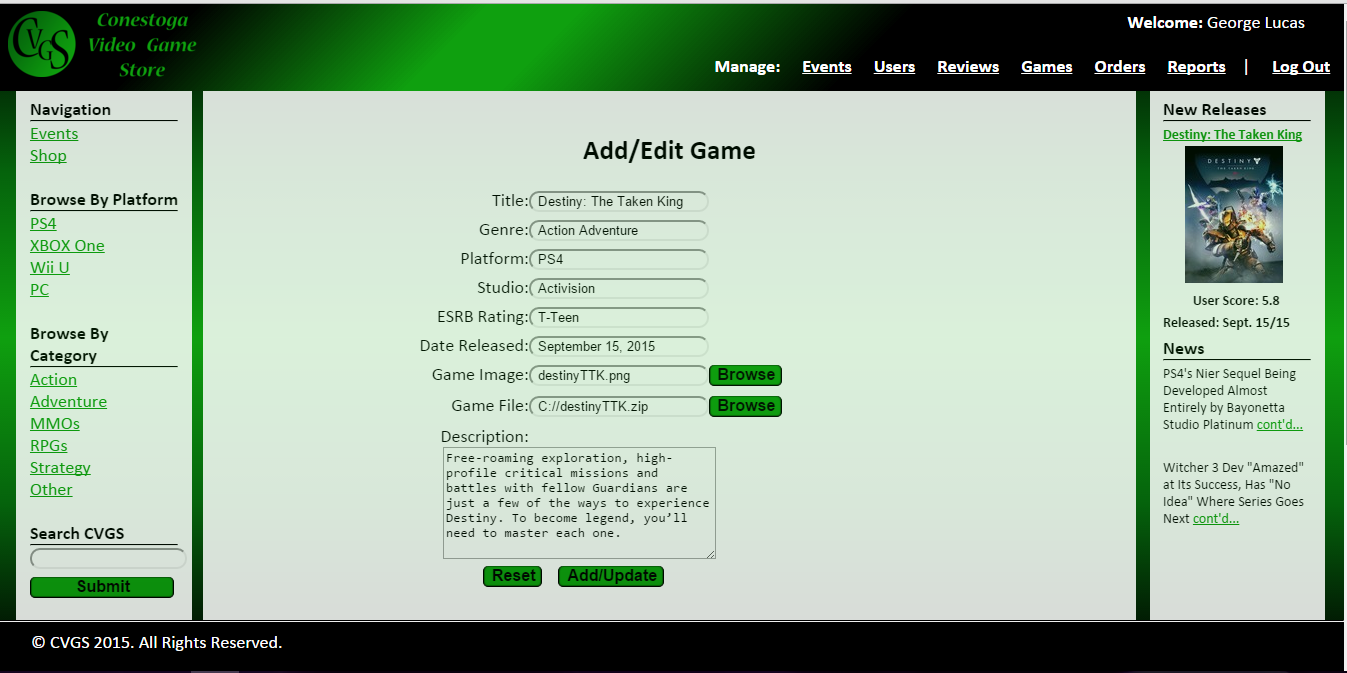 CVGS
Conestoga
Video Game
Store
Welcome: George Lucas
Manage: Events Users Reviews Games Orders Reports | Log Out
Navigation
Events
Shop
Browse By Platform
PS4
XBOX One
Wii U
PC
Browse By
Category
Action
Adventure
MMOs
RPGs
Strategy
Other
Search CVGS
Submit
Add/Edit Game
Title: Destiny: The Taken King
Genre: Action Adventure
Platform: PS4
Studio: Activision
ESRB Rating: T-Teen
Date Released: September 15, 2015
Game Image: destinyTTK.png Browse
Game File: C://destinyTTK.zip Browse
Description:
Free-roaming exploration, high-
profile critical missions and
battles with fellow Guardians are
just a few of the ways to experience
Destiny. To become legend, you’ll
need to master each one.
Reset Add/Update
New Releases
Destiny: The Taken King
DESTINY
THE TAKEN KING
User Score: 5.8
Released: Sept. 15/15
News
PS4's Nier Sequel Being
Developed Almost
Entirely by Bayonetta
Studio Platinum cont'd...
Witcher 3 Dev "Amazed"
at Its Success, Has "No
Idea" Where Series Goes
Next cont'd...
© CVGS 2015. All Rights Reserved.